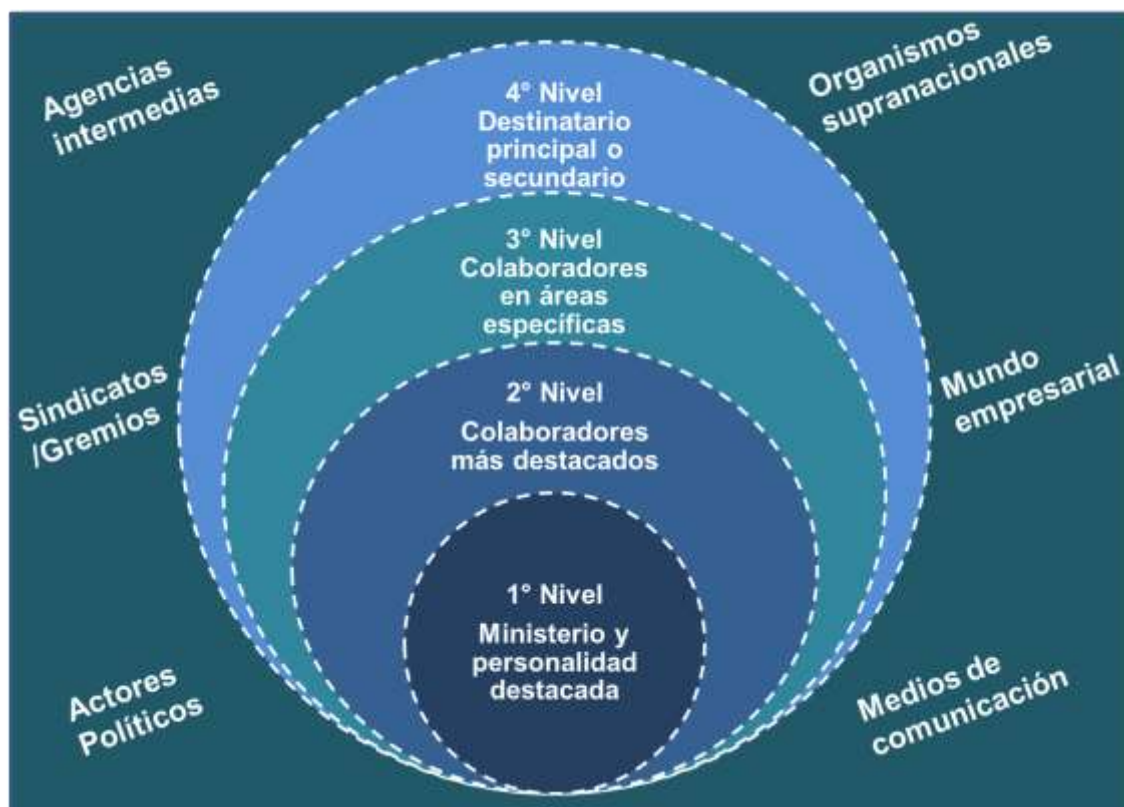 Agencias
intermedias
Organismos
supranacionales
4° Nivel
Destinatario
principal o
secundario
3° Nivel
Colaboradores
en áreas
específicas
Sindicatos
/Gremios
Mundo
empresarial
2° Nivel
Colaboradores
más destacados
1° Nivel
Ministerio y
personalidad
destacada
Actores
Políticos
Medios de
comunicación